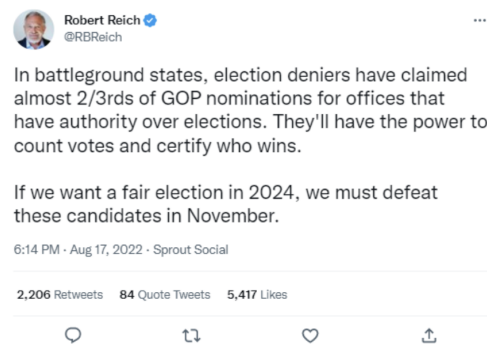 Robert Reich
@RBReich
In battleground states, election deniers have claimed
almost 2/3rds of GOP nominations for offices that
have authority over elections. They'll have the power to
count votes and certify who wins.
If we want a fair election in 2024, we must defeat
these candidates in November.
6:14 PM · Aug 17, 2022 · Sprout Social
2,206 Retweets 84 Quote Tweets 5,417 Likes